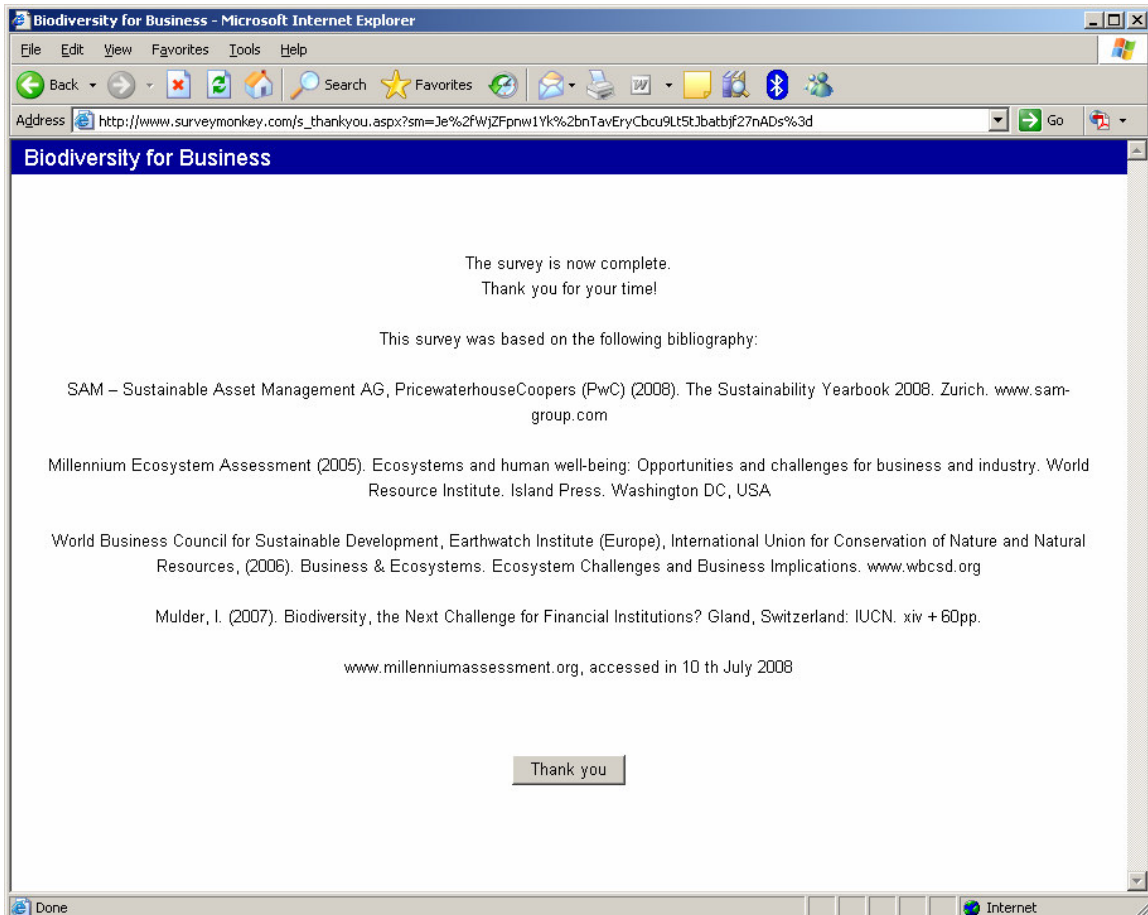 Biodiversity for Business - Microsoft Internet Explorer
File Edit View Favorites Tools Help
Back Search Favorites
Address http://www.surveymonkey.com/s_thankyou.aspx?sm=Je%2fWjZFpnw1Yk%2bnTavEryCbcu9Lt5tJbatbjf27nADs%3d Go
Biodiversity for Business
The survey is now complete.
Thank you for your time!
This survey was based on the following bibliography:
SAM – Sustainable Asset Management AG, PricewaterhouseCoopers (PwC) (2008). The Sustainability Yearbook 2008. Zurich. www.sam-
group.com
Millennium Ecosystem Assessment (2005). Ecosystems and human well-being: Opportunities and challenges for business and industry. World
Resource Institute. Island Press. Washington DC, USA
World Business Council for Sustainable Development, Earthwatch Institute (Europe), International Union for Conservation of Nature and Natural
Resources, (2006). Business & Ecosystems. Ecosystem Challenges and Business Implications. www.wbcsd.org
Mulder, I. (2007). Biodiversity, the Next Challenge for Financial Institutions? Gland, Switzerland: IUCN. xiv + 60pp.
www.millenniumassessment.org, accessed in 10 th July 2008
Thank you
Done Internet